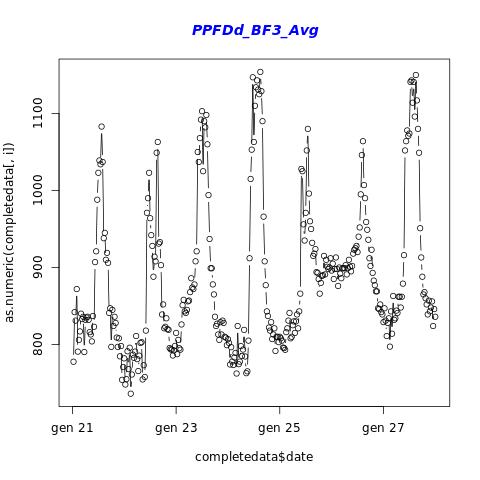 PPFDd_BF3_Avg
as.numeric(completedata[, i])
1100
1000
900
800
gen 21
gen 23
gen 25
gen 27
completedata$date